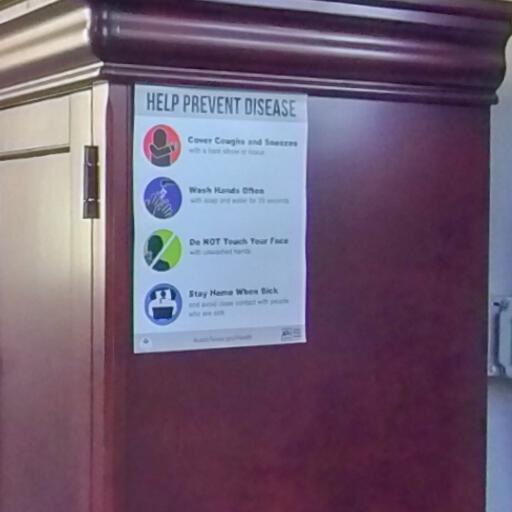 HELP PREVENT DISEASE
Cover Coughs and Sneezes
with a bent elbow or tissue
Wash Hands Often
with soap and water for 20 seconds
Do NOT Touch Your Face
with unwashed hands
Stay Home When Sick
and avoid close contact with people
who are sick